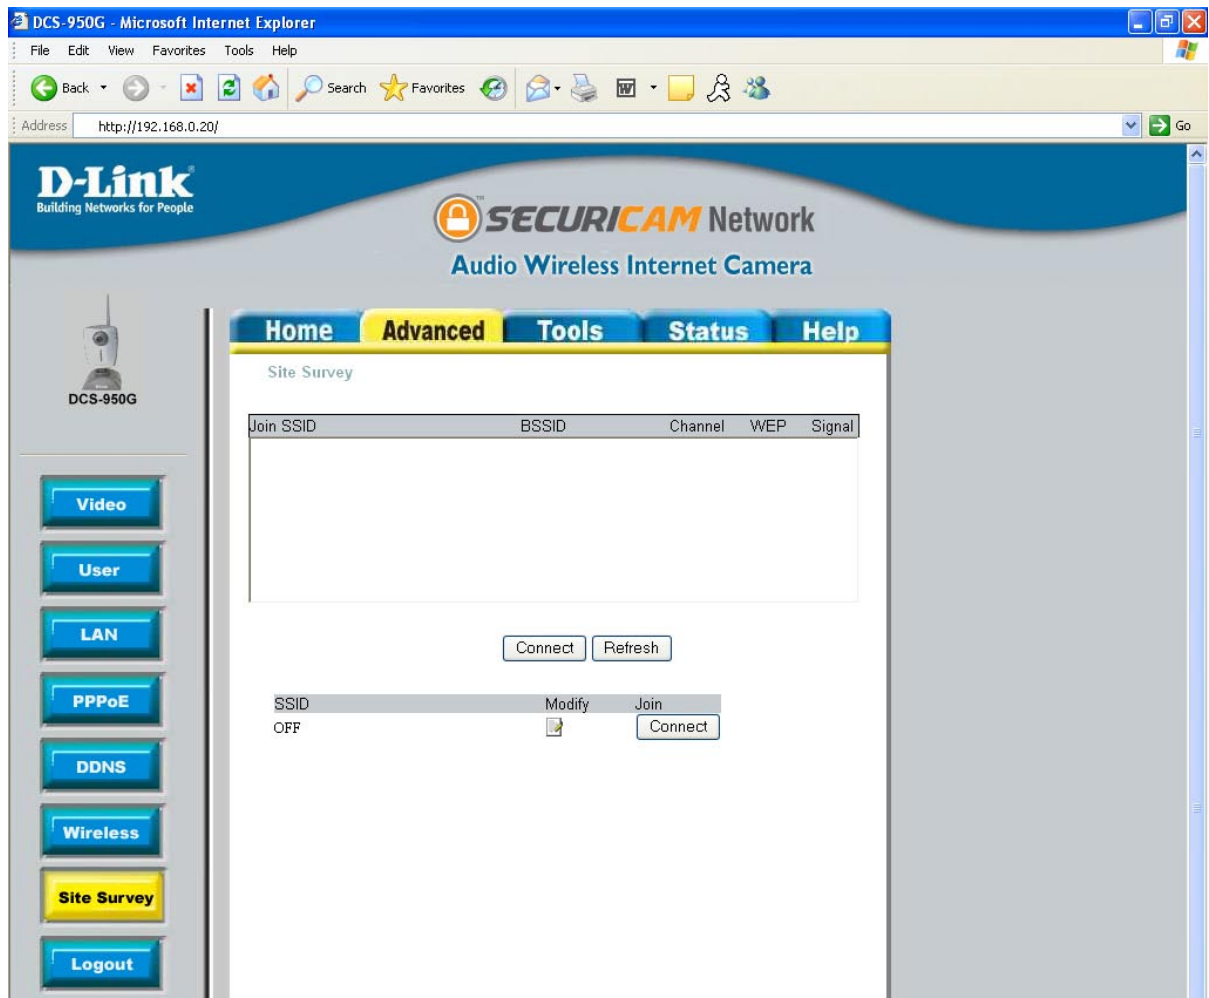 DCS-950G - Microsoft Internet Explorer
File Edit View Favorites Tools Help
Back Search Favorites
Address http://192.168.0.20/ Go
D-Link
Building Networks for People
SECURICAM Network
™
Audio Wireless Internet Camera
DCS-950G
Home Advanced Tools Status Help
Site Survey
Join SSID BSSID Channel WEP Signal
Connect Refresh
SSID Modify Join
OFF Connect
Video
User
LAN
PPPoE
DDNS
Wireless
Site Survey
Logout